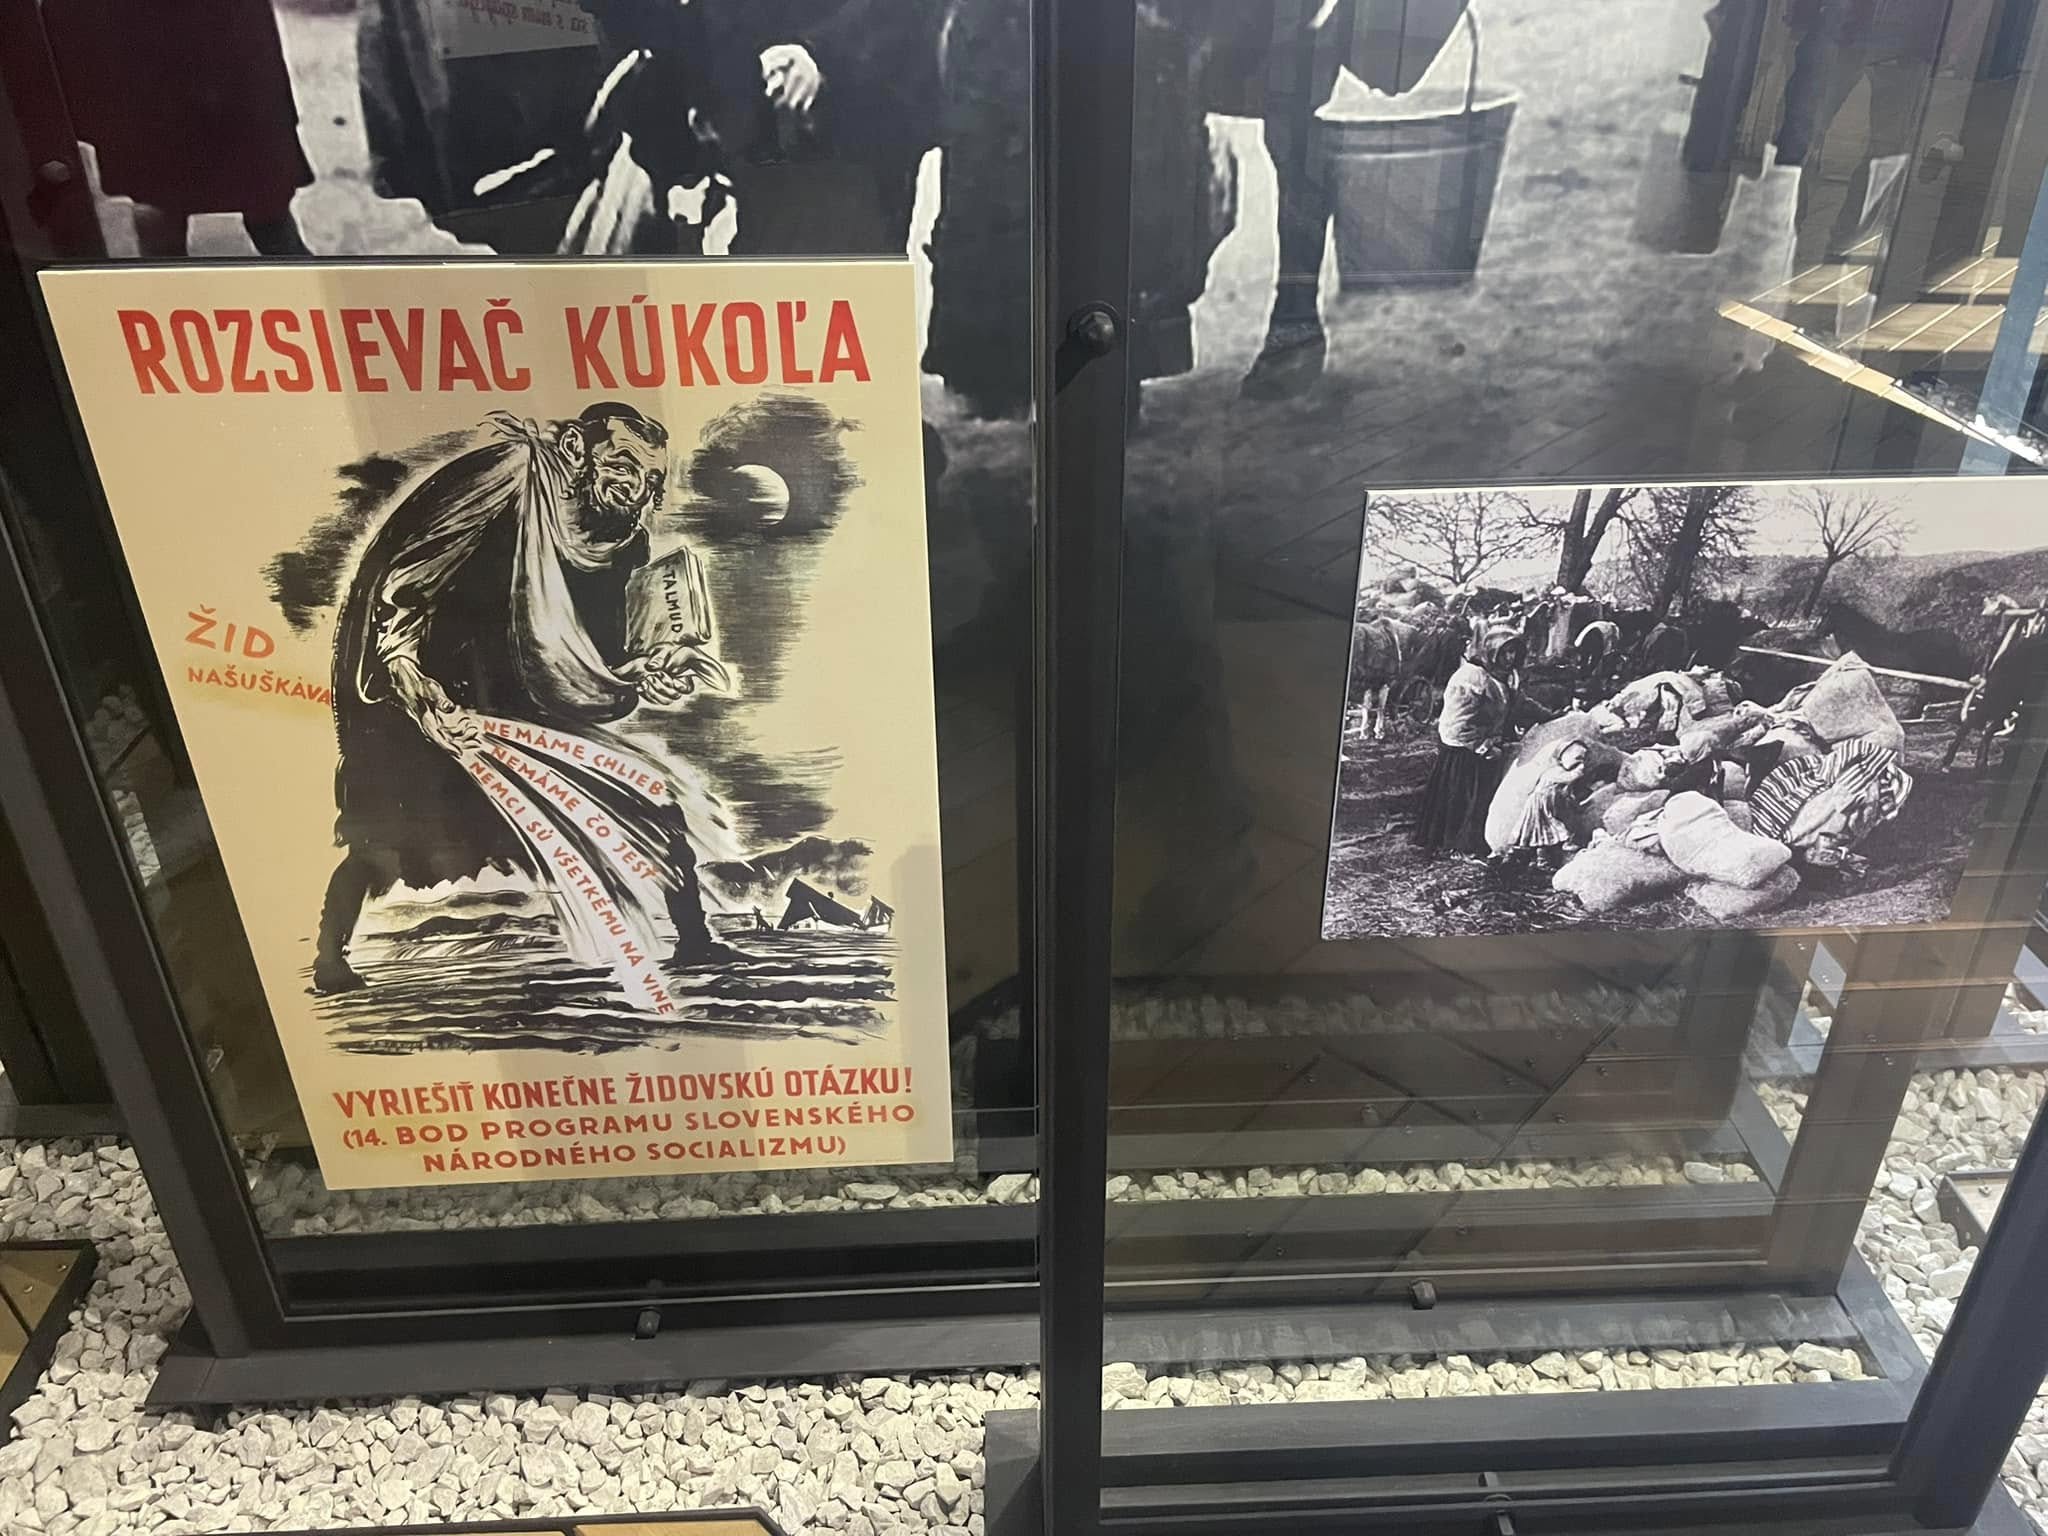 ROZSIEVAČ KÚKOĽA
TALMUD
ŽID
NAŠUŠKÁVA
NEMÁME CHLIEB
NEMÁME ČO JESŤ
NEMCI SÚ VŠETKÉMU NA VINE
VYRIEŠIŤ KONEČNE ŽIDOVSKÚ OTÁZKU!
(14. BOD PROGRAMU SLOVENSKÉHO
NÁRODNÉHO SOCIALIZMU)